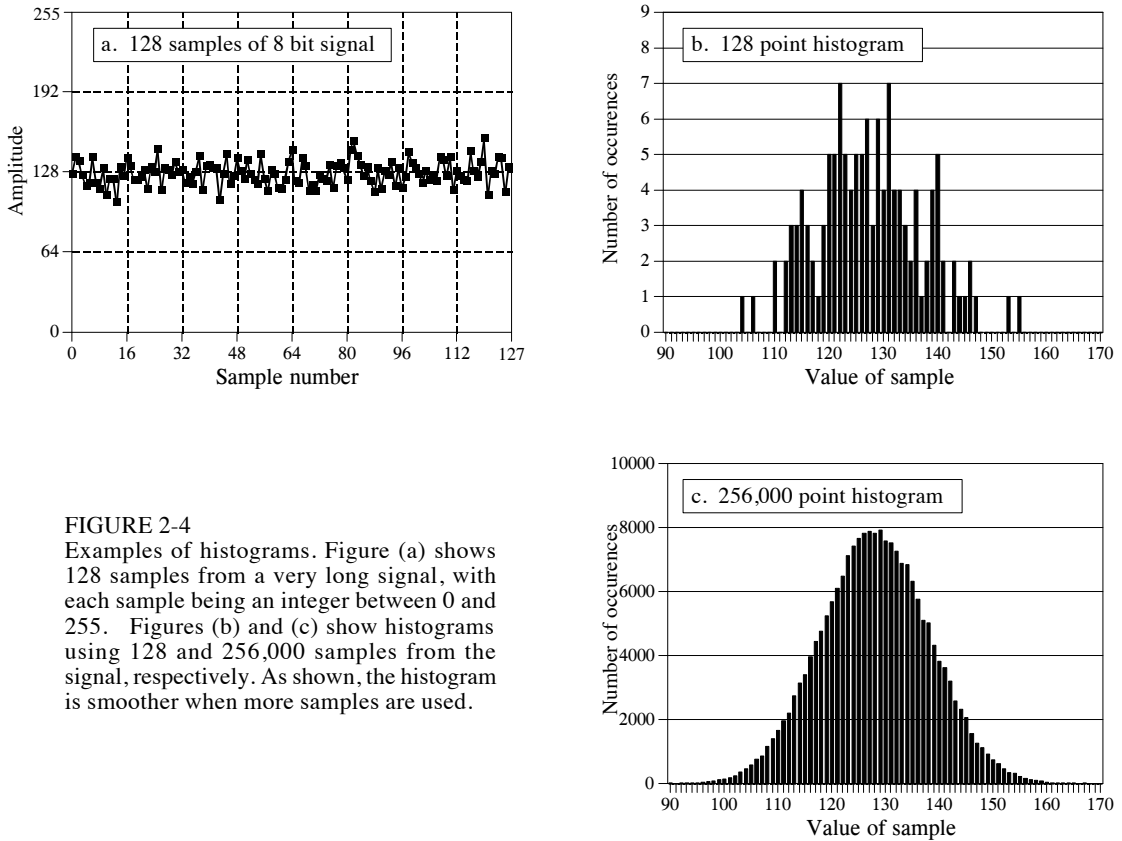 a. 128 samples of 8 bit signal
255
192
128
64
0
Amplitude
0 16 32 48 64 80 96 112 127
Sample number
b. 128 point histogram
9
8
7
6
5
4
3
2
1
0
Number of occurences
90 100 110 120 130 140 150 160 170
Value of sample
FIGURE 2-4
Examples of histograms. Figure (a) shows
128 samples from a very long signal, with
each sample being an integer between 0 and
255. Figures (b) and (c) show histograms
using 128 and 256,000 samples from the
signal, respectively. As shown, the histogram
is smoother when more samples are used.
c. 256,000 point histogram
10000
8000
6000
4000
2000
0
Number of occurences
90 100 110 120 130 140 150 160 170
Value of sample